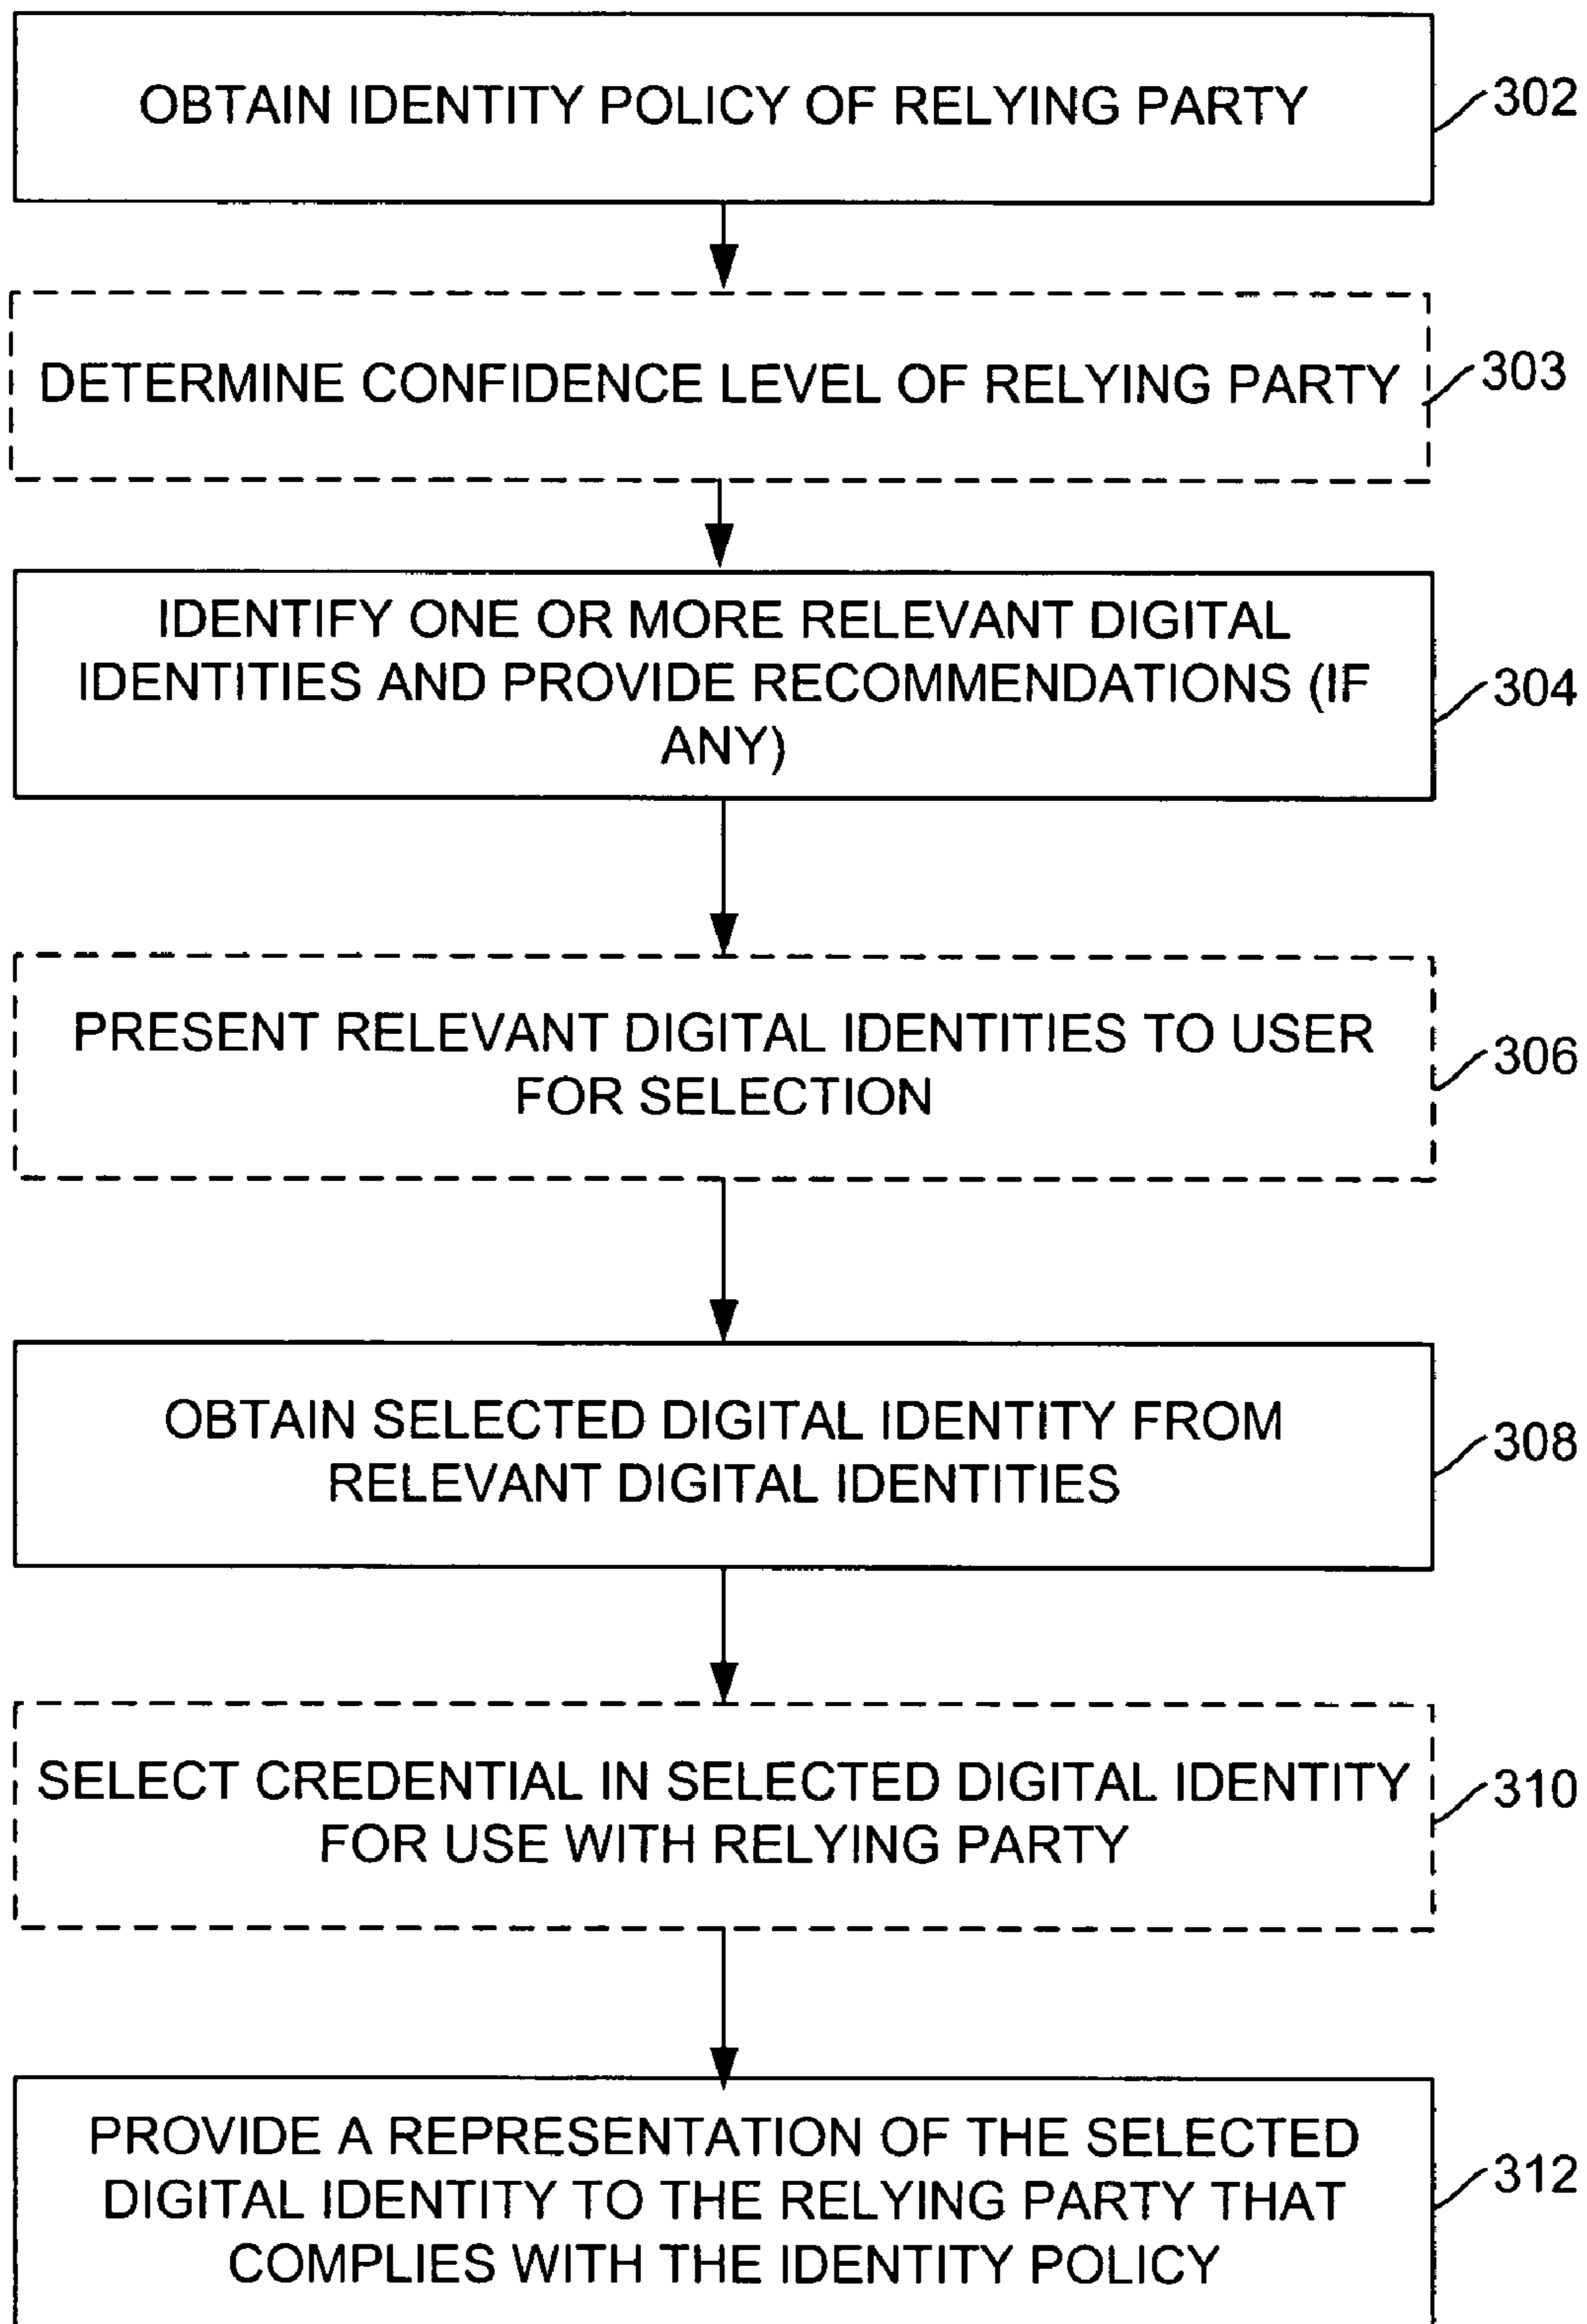 OBTAIN IDENTITY POLICY OF RELYING PARTY
302
DETERMINE CONFIDENCE LEVEL OF RELYING PARTY
303
IDENTIFY ONE OR MORE RELEVANT DIGITAL
IDENTITIES AND PROVIDE RECOMMENDATIONS (IF
ANY)
304
PRESENT RELEVANT DIGITAL IDENTITIES TO USER
FOR SELECTION
306
OBTAIN SELECTED DIGITAL IDENTITY FROM
RELEVANT DIGITAL IDENTITIES
308
SELECT CREDENTIAL IN SELECTED DIGITAL IDENTITY
FOR USE WITH RELYING PARTY
310
PROVIDE A REPRESENTATION OF THE SELECTED
DIGITAL IDENTITY TO THE RELYING PARTY THAT
COMPLIES WITH THE IDENTITY POLICY
312